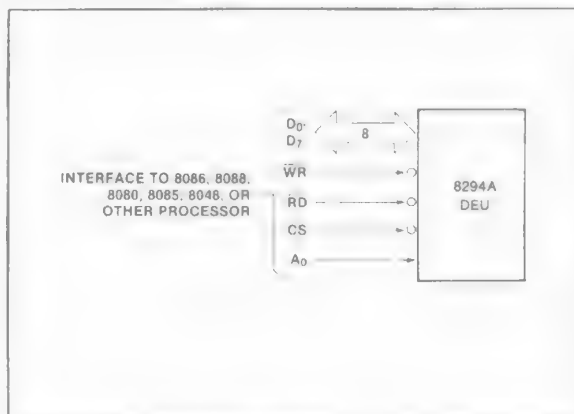 D0-
D7
8
WR
INTERFACE TO 8086, 8088,
8080, 8085, 8048, OR
OTHER PROCESSOR
RD
CS
A0
8294A
DEU